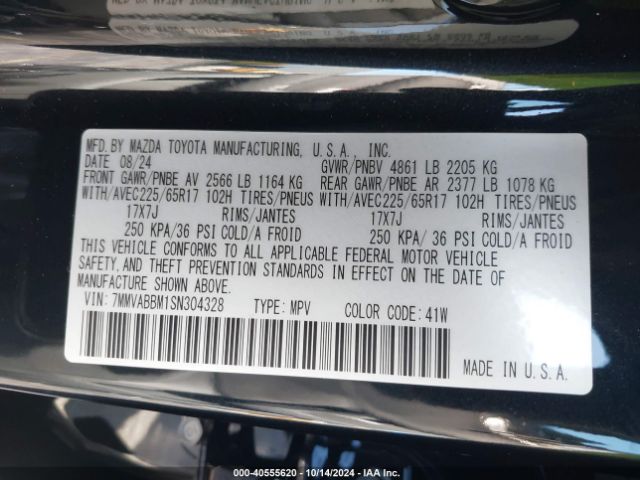 MFD. BY MAZDA TOYOTA MANUFACTURING, U.S.A., INC.
DATE 08/24 GVWR/PNBV 4861 LB 2205 KG
FRONT GAWR/PNBE AV 2566 LB 1164 KG REAR GAWR/PNBE AR 2377 LB 1078 KG
WITH/AVEC225/65R17 102H TIRES/PNEUS WITH/AVEC225/65R17 102H TIRES/PNEUS
17X7J RIMS/JANTES 17X7J RIMS/JANTES
250 KPA/36 PSI COLD/A FROID 250 KPA/36 PSI COLD/A FROID
THIS VEHICLE CONFORMS TO ALL APPLICABLE FEDERAL MOTOR VEHICLE
SAFETY, AND THEFT PREVENTION STANDARDS IN EFFECT ON THE DATE OF
MANUFACTURE SHOWN ABOVE.
VIN: 7MMVABBM1SN304328 TYPE: MPV COLOR CODE: 41W
MADE IN U.S.A.
000-40555620 | 10/14/2024 | IAA Inc.